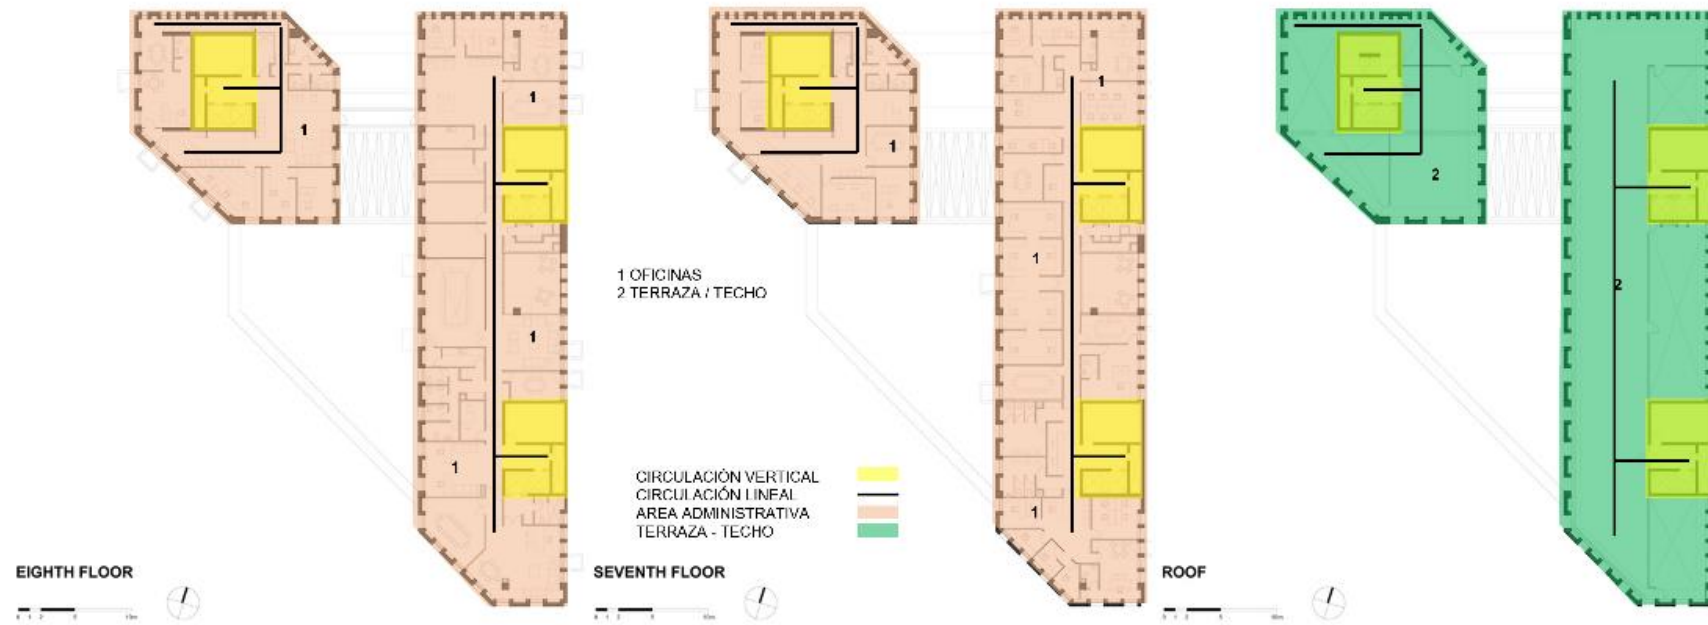 1
1
1
1
EIGHTH FLOOR
1 OFICINAS
2 TERRAZA / TECHO
CIRCULACIÓN VERTICAL
CIRCULACIÓN LINEAL
AREA ADMINISTRATIVA
TERRAZA - TECHO
1
1
1
1
SEVENTH FLOOR
2
2
ROOF